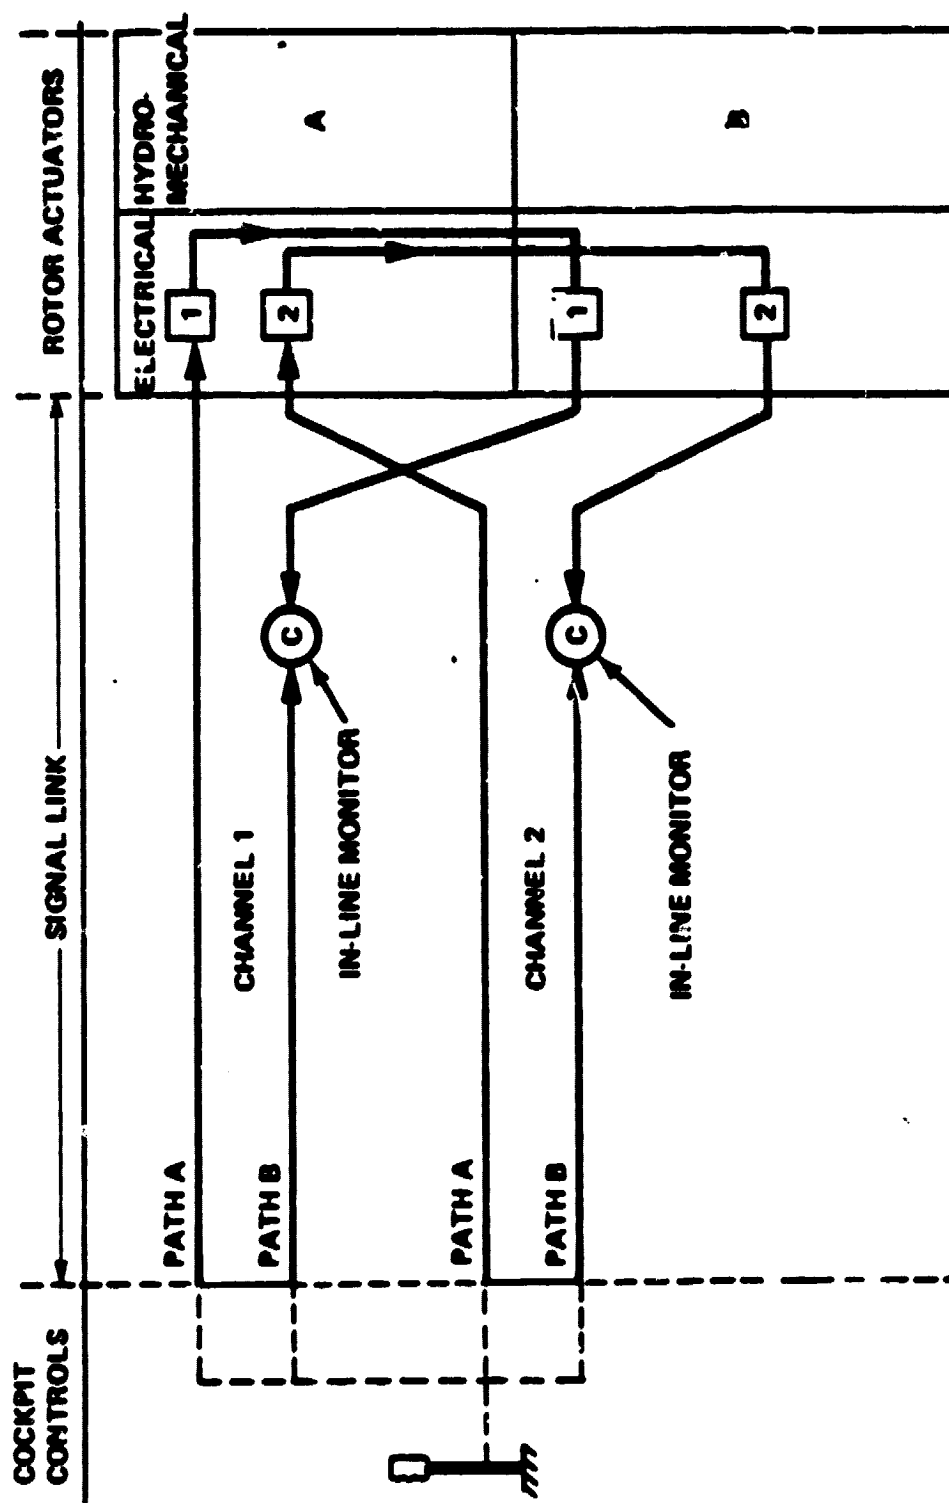 COCKPIT
CONTROLS
SIGNAL LINK
ROTOR ACTUATORS
ELECTRICAL
HYDRO-
MECHANICAL
PATH A
1
CHANNEL 1
PATH B
C
2
IN-LINE MONITOR
A
PATH A
CHANNEL 2
PATH B
C
1
IN-LINE MONITOR
2
B